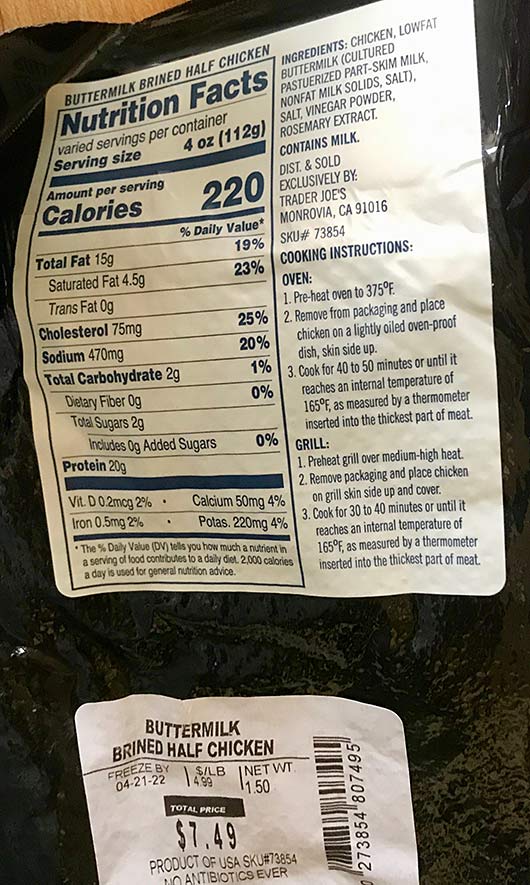 BUTTERMILK BRINED HALF CHICKEN
Nutrition Facts
varied servings per container
Serving size 4 oz (112g)
Amount per serving
Calories 220
% Daily Value*
Total Fat 15g 19%
Saturated Fat 4.5g 23%
Trans Fat 0g
Cholesterol 75mg 25%
Sodium 470mg 20%
Total Carbohydrate 2g 1%
Dietary Fiber 0g 0%
Total Sugars 2g
Includes 0g Added Sugars 0%
Protein 20g
Vit. D 0.2mcg 2% • Calcium 50mg 4%
Iron 0.5mg 2% • Potas. 220mg 4%
* The % Daily Value (DV) tells you how much a nutrient in
a serving of food contributes to a daily diet. 2,000 calories
a day is used for general nutrition advice.
INGREDIENTS: CHICKEN, LOWFAT
BUTTERMILK (CULTURED
PASTUERIZED PART-SKIM MILK,
NONFAT MILK SOLIDS, SALT),
SALT, VINEGAR POWDER,
ROSEMARY EXTRACT.
CONTAINS MILK.
DIST. & SOLD
EXCLUSIVELY BY:
TRADER JOE'S
MONROVIA, CA 91016
SKU# 73854
COOKING INSTRUCTIONS:
OVEN:
1. Pre-heat oven to 375ºF.
2. Remove from packaging and place
chicken on a lightly oiled oven-proof
dish, skin side up.
3. Cook for 40 to 50 minutes or until it
reaches an internal temperature of
165ºF, as measured by a thermometer
inserted into the thickest part of meat.
GRILL:
1. Preheat grill over medium-high heat.
2. Remove packaging and place chicken
on grill skin side up and cover.
3. Cook for 30 to 40 minutes or until it
reaches an internal temperature of
165ºF, as measured by a thermometer
inserted into the thickest part of meat.
BUTTERMILK
BRINED HALF CHICKEN
FREEZE BY $/LB NET WT.
04-21-22 4.99 1.50
TOTAL PRICE
$7.49
PRODUCT OF USA SKU#73854
NO ANTIBIOTICS EVER
273854 807495